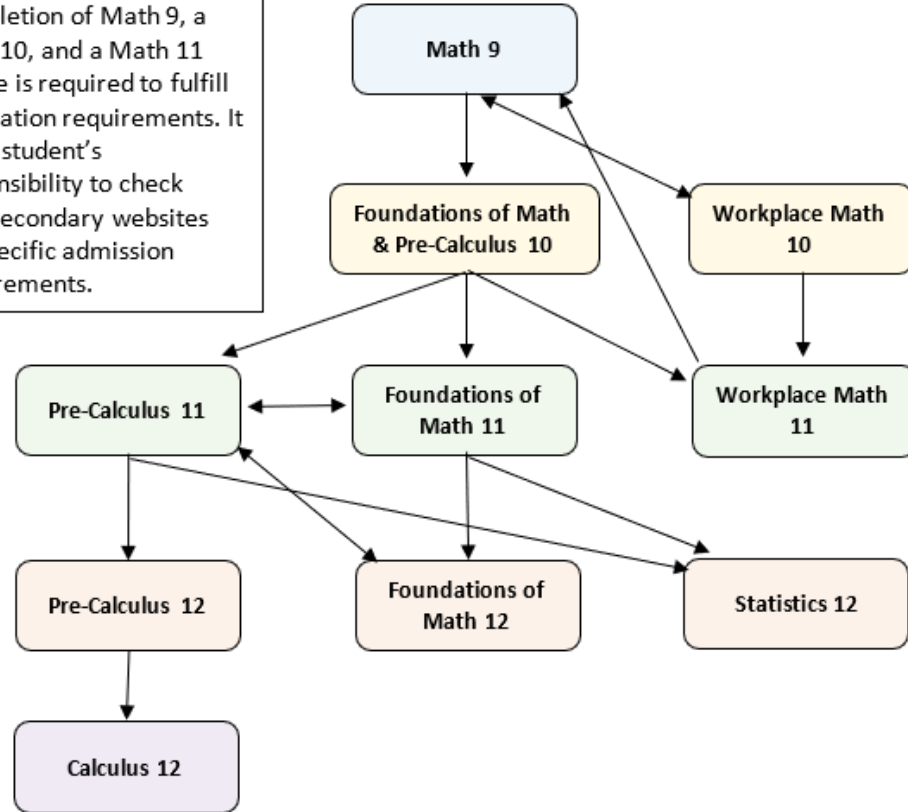 letion of Math 9, a
10, and a Math 11
e is required to fulfill
ation requirements. It
student's
nsibility to check
econdary websites
ecific admission
rements.
Math 9
Foundations of Math
& Pre-Calculus 10
Workplace Math
10
Pre-Calculus 11
Foundations of
Math 11
Workplace Math
11
Pre-Calculus 12
Foundations of
Math 12
Statistics 12
Calculus 12